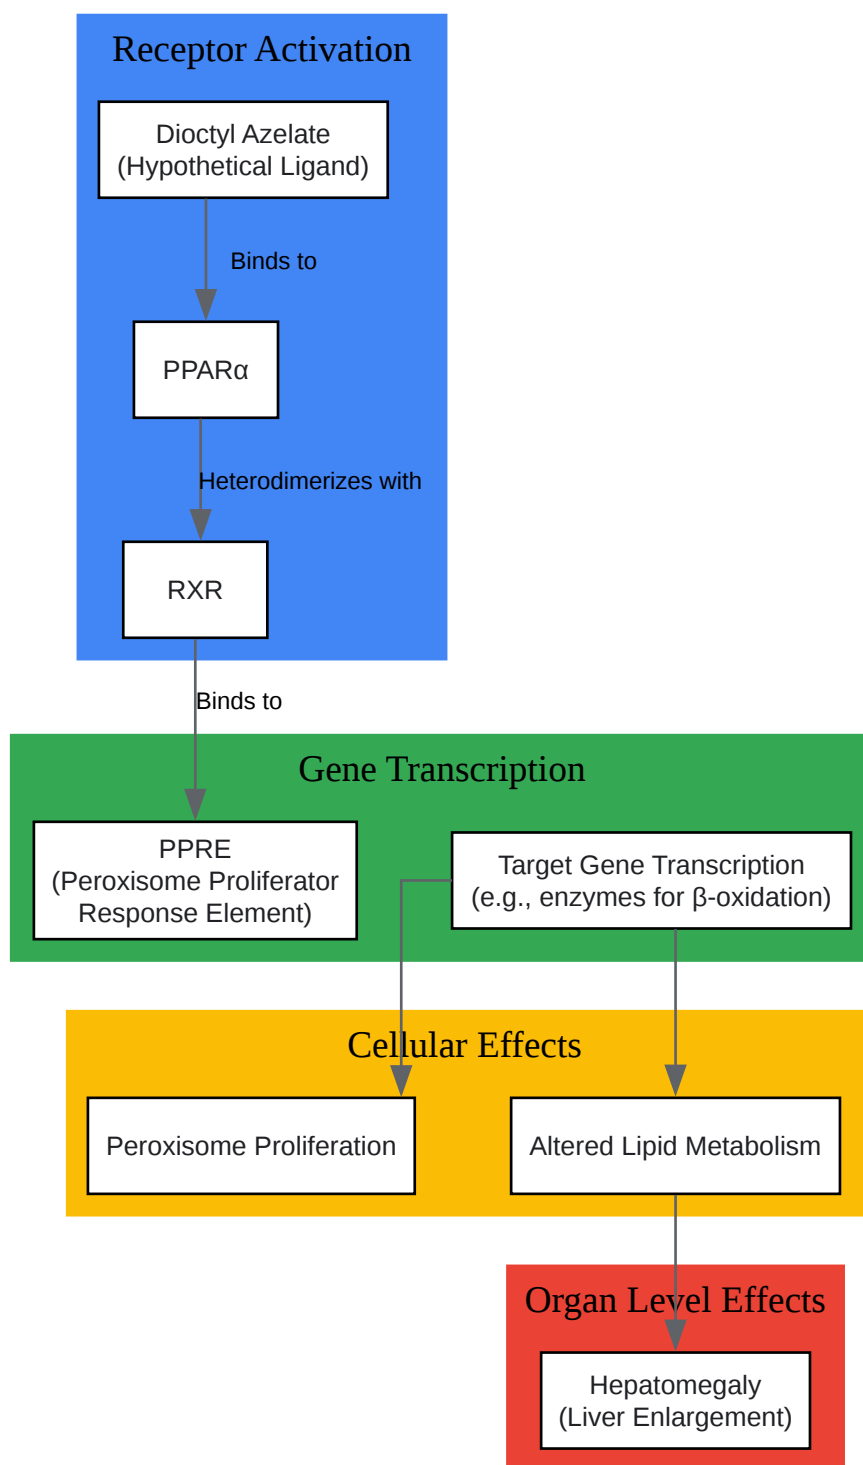 Receptor Activation
Dioctyl Azelate
(Hypothetical Ligand)
Binds to
PPARα
Heterodimerizes with
RXR
Binds to
Gene Transcription
PPRE
(Peroxisome Proliferator
Response Element)
Target Gene Transcription
(e.g., enzymes for β-oxidation)
Cellular Effects
Peroxisome Proliferation
Altered Lipid Metabolism
Organ Level Effects
Hepatomegaly
(Liver Enlargement)